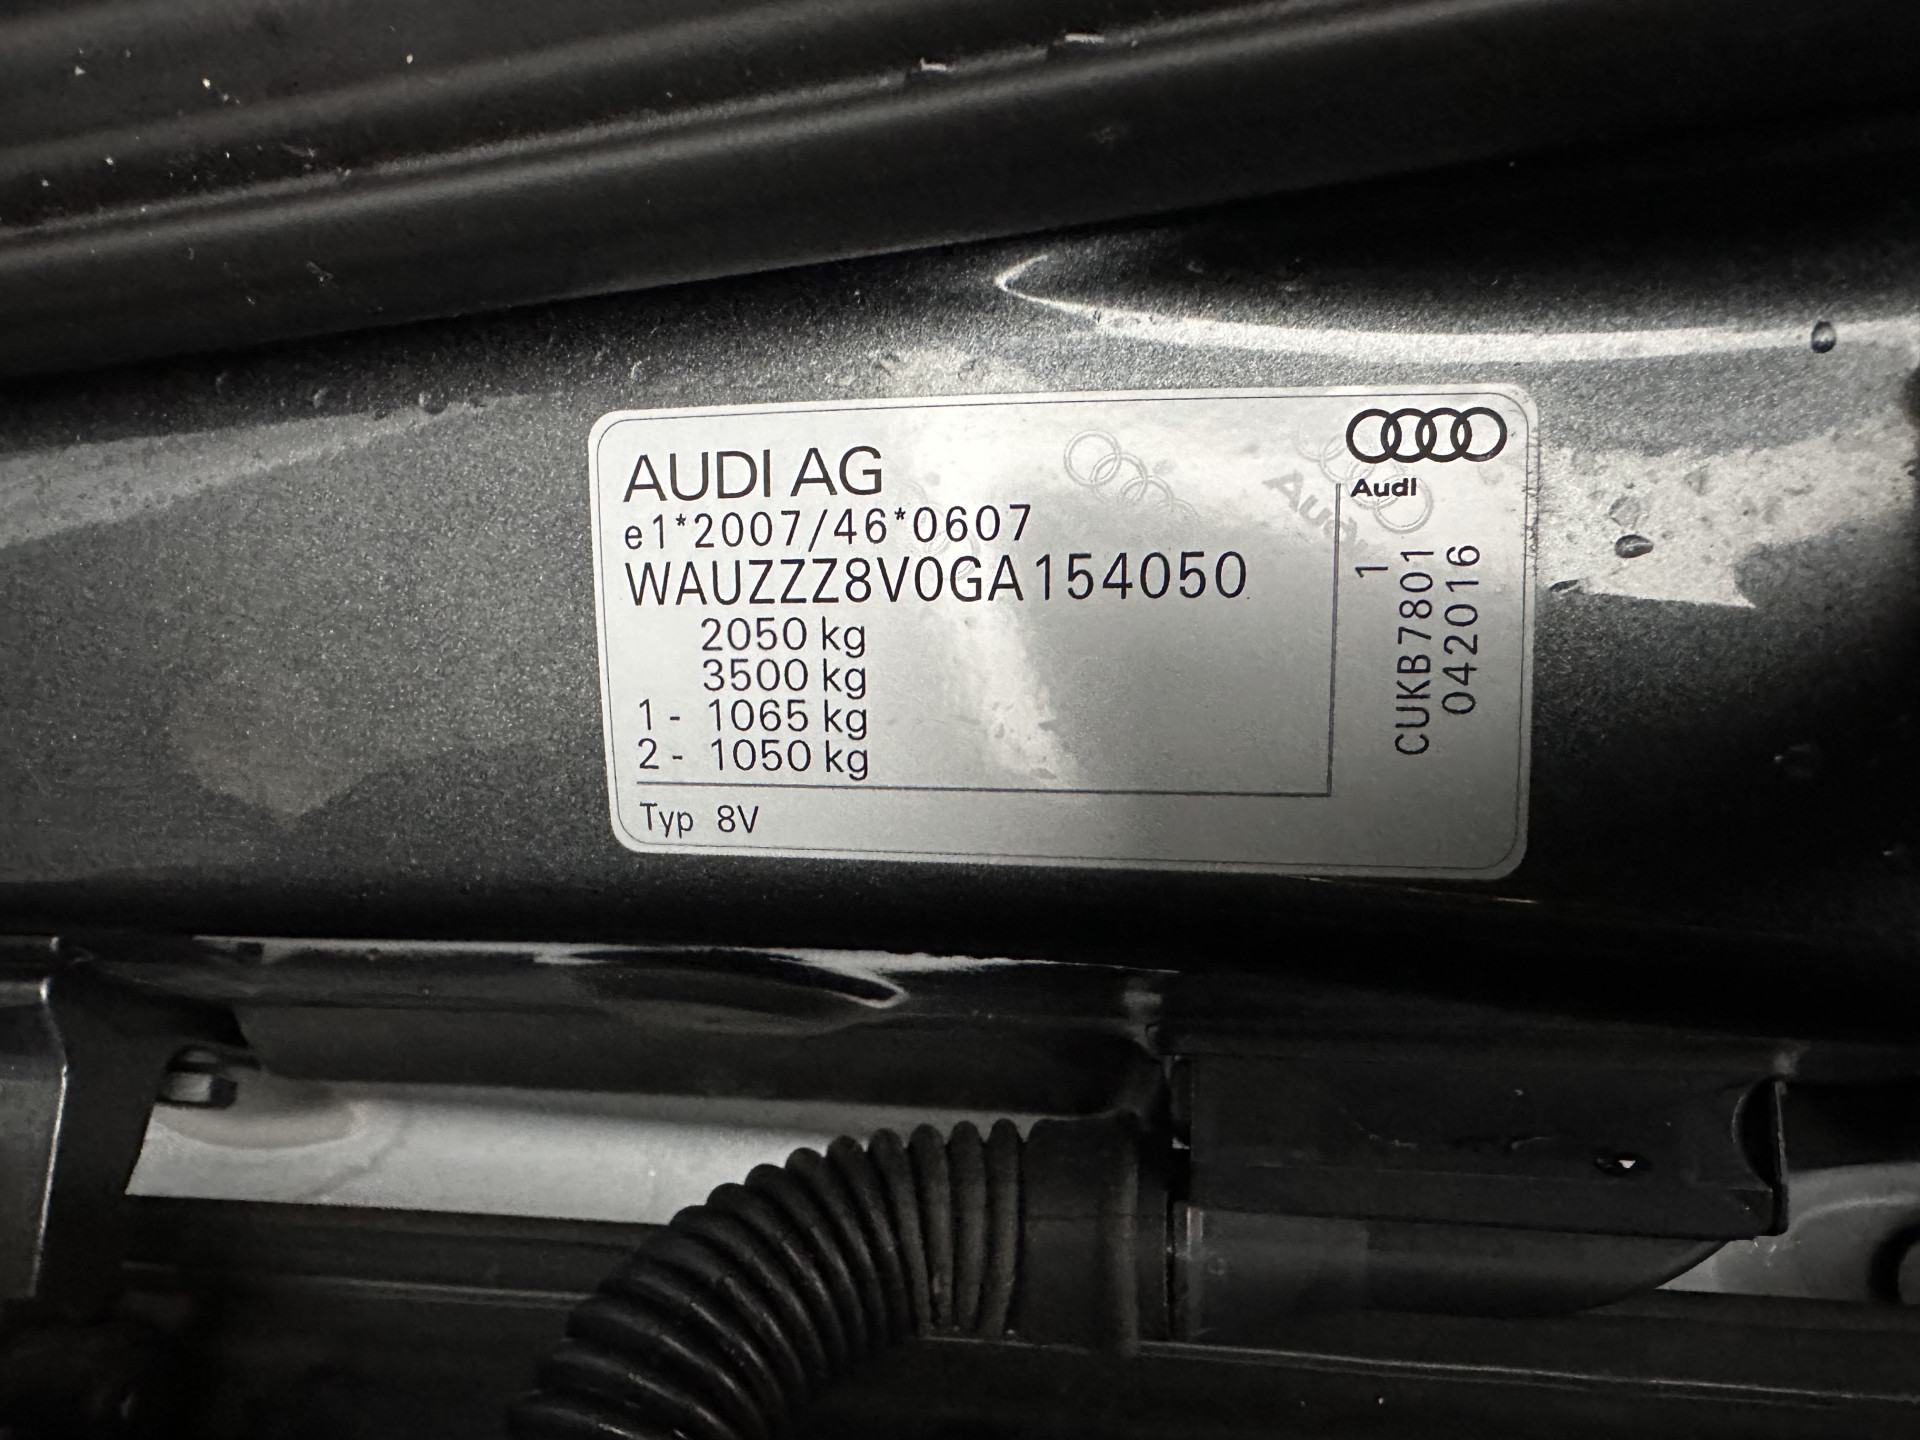 AUDI AG
e1*2007/46*0607
WAUZZZ8V0GA154050
2050 kg
3500 kg
1 - 1065 kg
2 - 1050 kg
Typ 8V
Audi
1
CUKB7801
042016
Audi